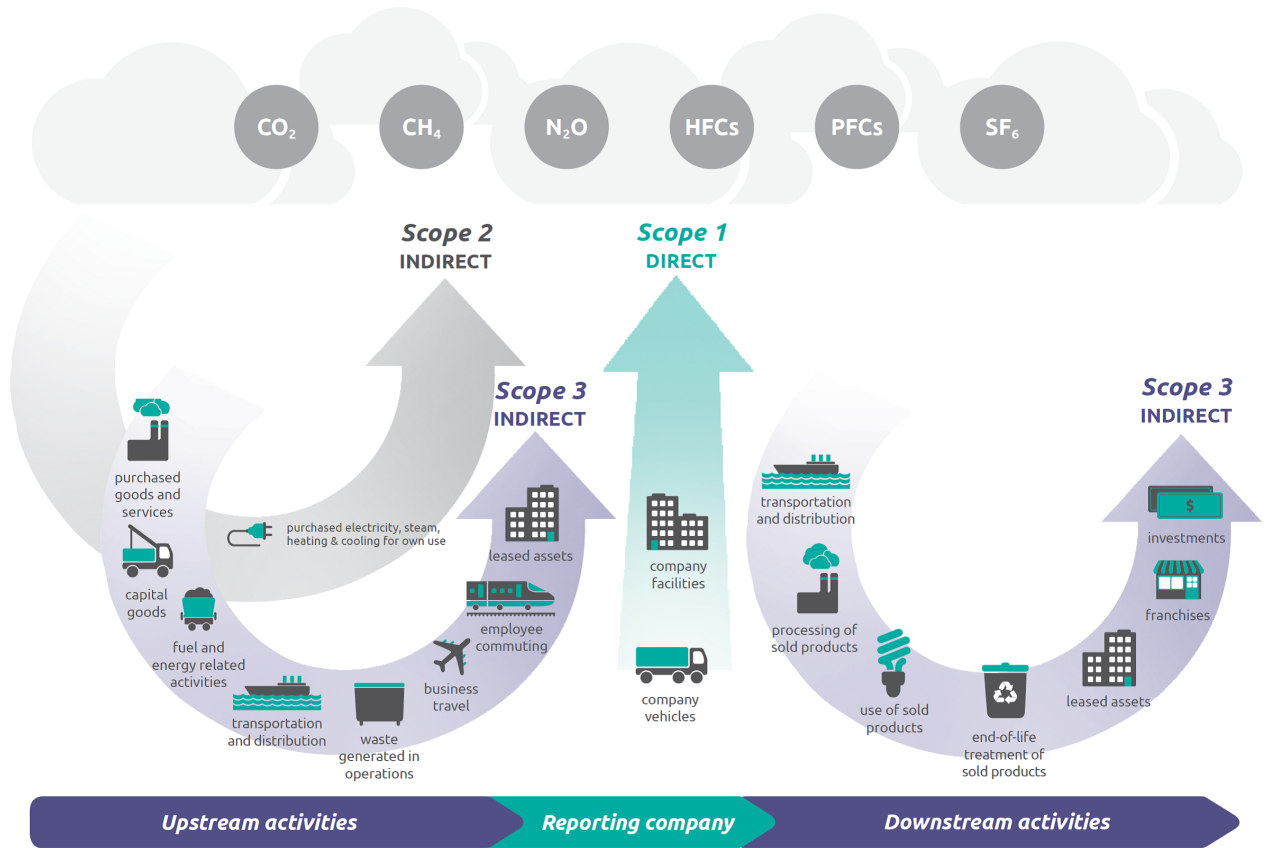 CO₂
CH₄
N₂O
HFCs
PFCs
SF₆
Scope 2
INDIRECT
Scope 1
DIRECT
Scope 3
INDIRECT
Scope 3
INDIRECT
purchased
goods and
services
capital
goods
fuel and
energy related
activities
transportation
and distribution
waste
generated in
operations
business
travel
employee
commuting
leased assets
purchased electricity, steam,
heating & cooling for own use
company
facilities
company
vehicles
transportation
and distribution
processing of
sold products
use of sold
products
end-of-life
treatment of
sold products
leased assets
franchises
$
investments
Upstream activities
Reporting company
Downstream activities